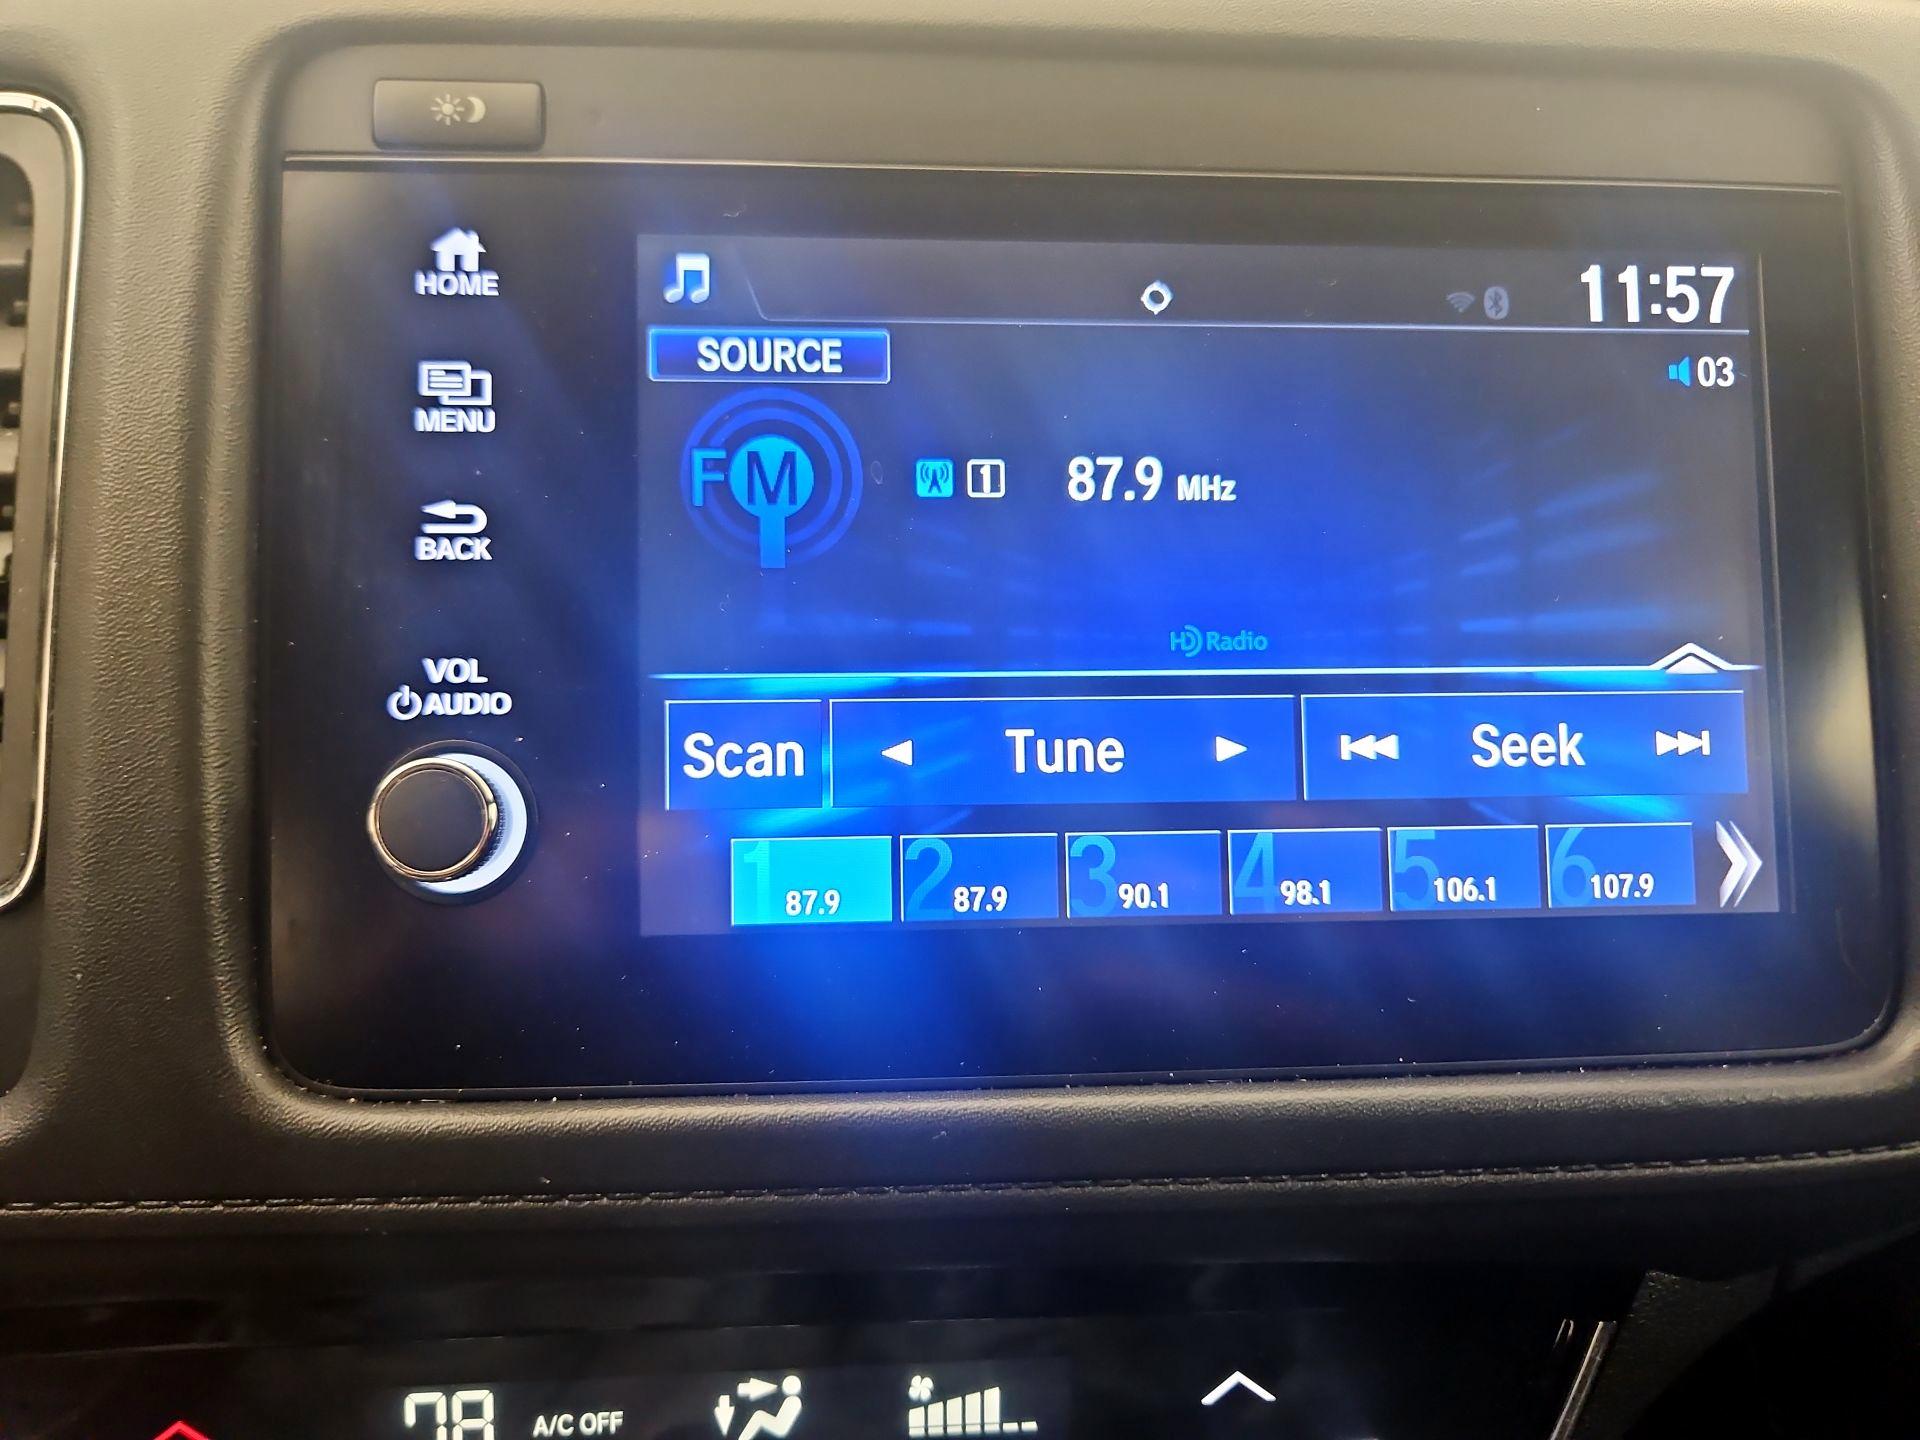 HOME
MENU
BACK
VOL
AUDIO
11:57
SOURCE
03
FM
1
87.9 MHz
HD Radio
Scan
Tune
Seek
1 87.9
2 87.9
3 90.1
4 98.1
5 106.1
6 107.9
A/C OFF